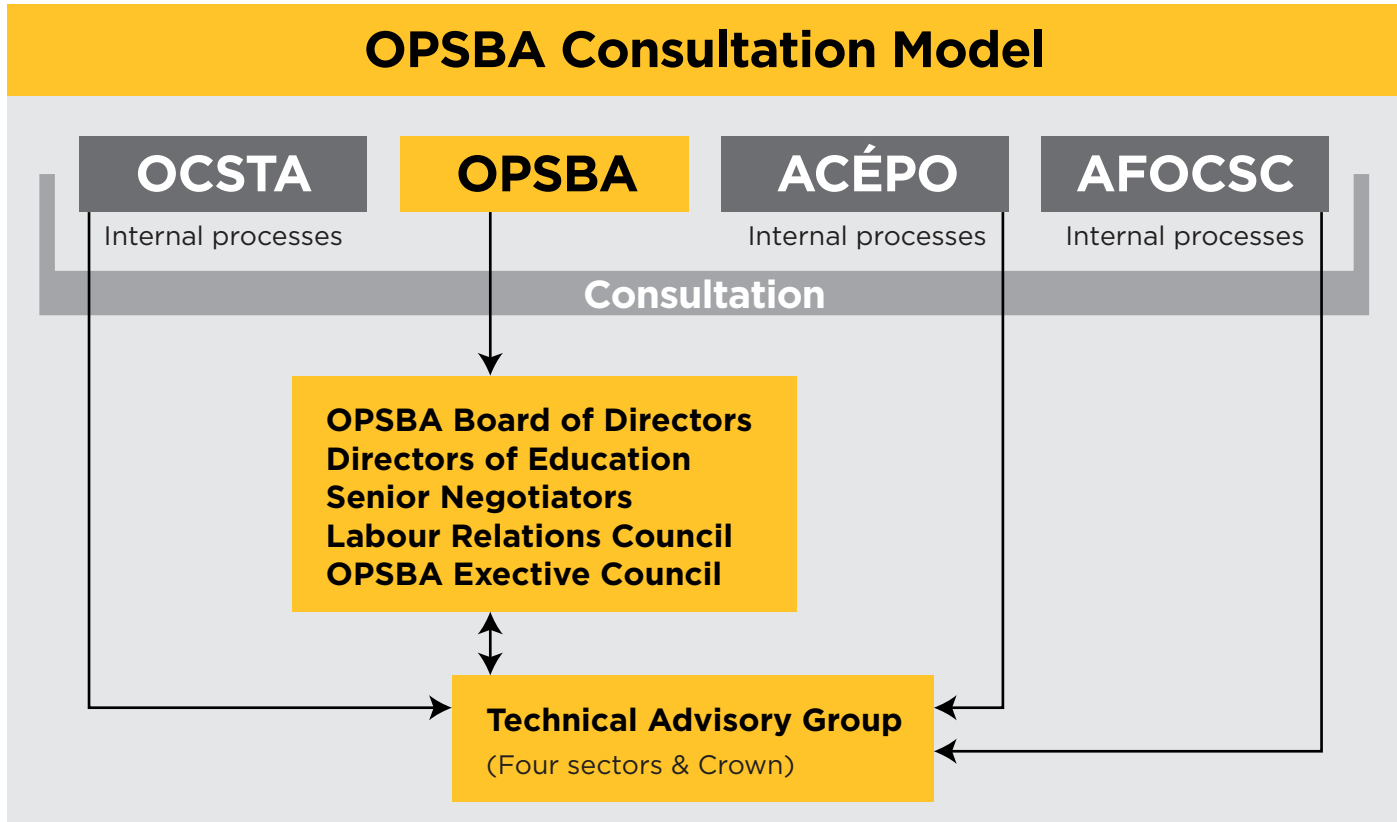 OPSBA Consultation Model
OCSTA
OPSBA
ACÉPO
AFOCSC
Internal processes
Internal processes
Internal processes
Consultation
OPSBA Board of Directors
Directors of Education
Senior Negotiators
Labour Relations Council
OPSBA Exective Council
Technical Advisory Group
(Four sectors & Crown)